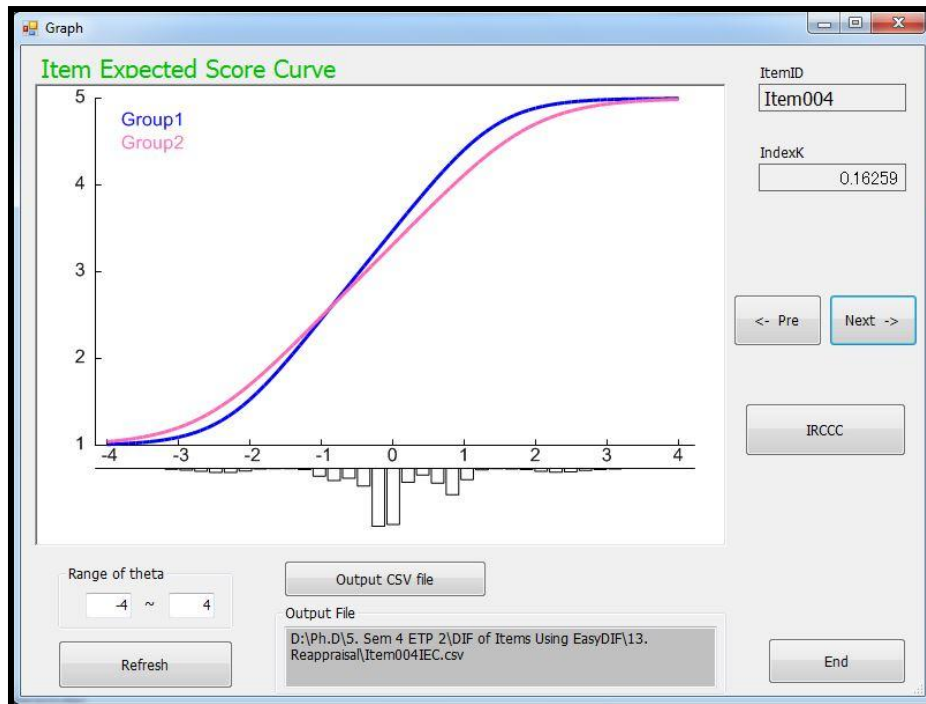 Graph
Item Expected Score Curve
ItemID
Item004
IndexK
0.16259
Group1
Group2
5
4
3
2
1
-4 -3 -2 -1 0 1 2 3 4
<- Pre
Next ->
IRCCC
Range of theta
-4 ~ 4
Refresh
Output CSV file
Output File
D:\Ph.D\5. Sem 4 ETP 2\DIF of Items Using EasyDIF\13.
Reappraisal\Item004IEC.csv
End